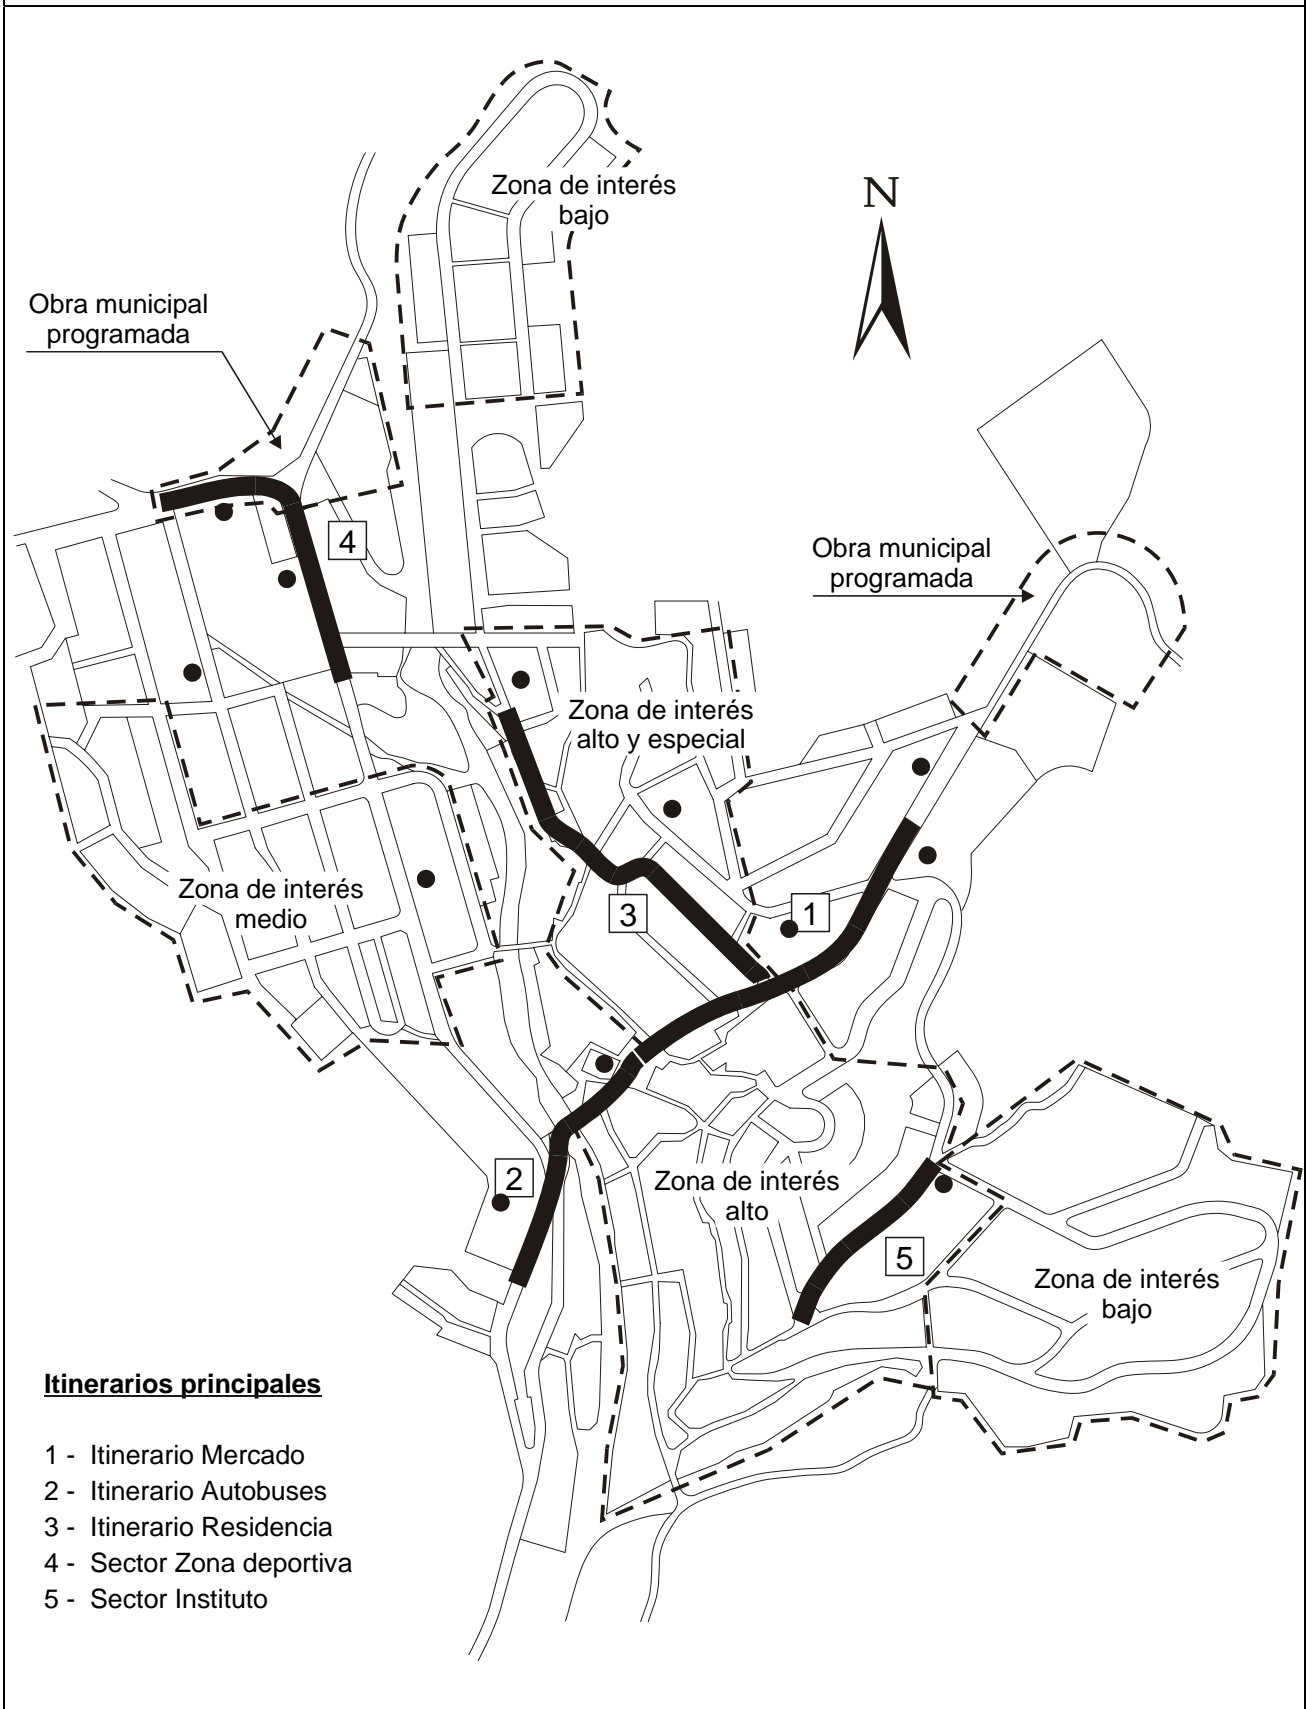 Zona de interés
bajo
N
Obra municipal
programada
4
Obra municipal
programada
Zona de interés
alto y especial
Zona de interés
medio
3
1
2
Zona de interés
alto
5
Zona de interés
bajo
Itinerarios principales
1 - Itinerario Mercado
2 - Itinerario Autobuses
3 - Itinerario Residencia
4 - Sector Zona deportiva
5 - Sector Instituto